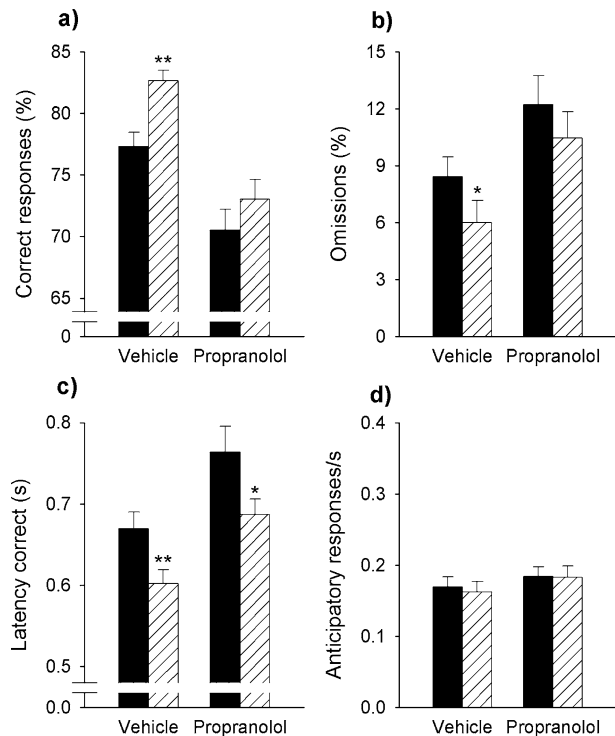 a)
Correct responses (%)
85
80
75
70
65
0
**
Vehicle Propranolol
b)
Omissions (%)
15
12
9
6
3
0
*
Vehicle Propranolol
c)
Latency correct (s)
0.8
0.7
0.6
0.5
0.0
**
*
Vehicle Propranolol
d)
Anticipatory responses/s
0.4
0.3
0.2
0.1
0.0
Vehicle Propranolol